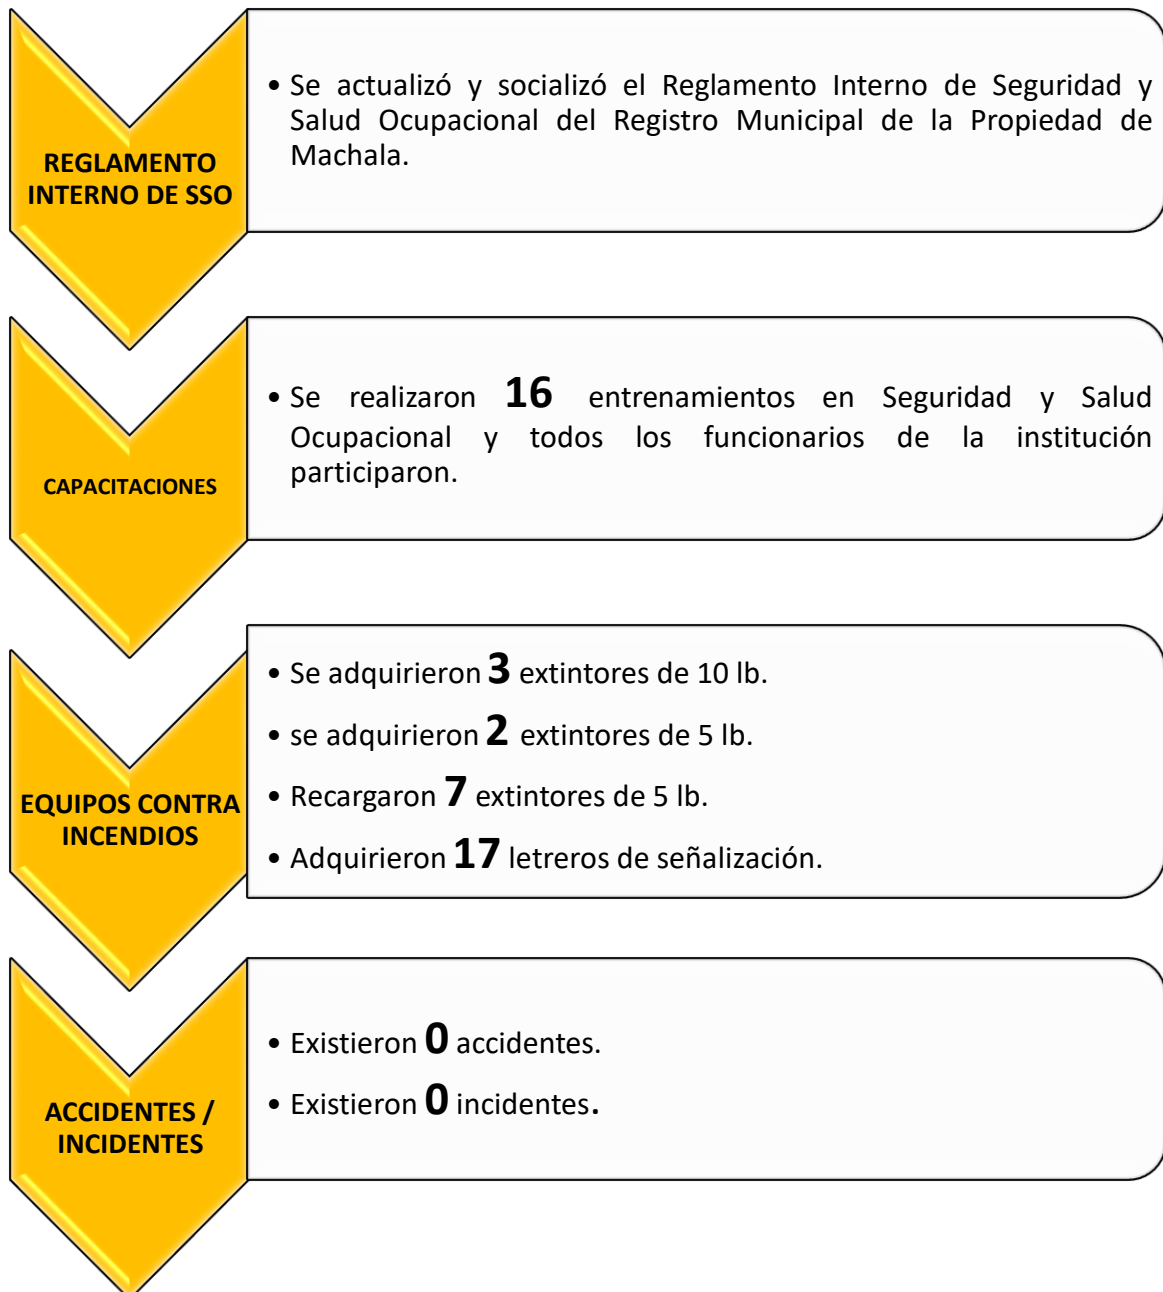 REGLAMENTO
INTERNO DE SSO
• Se actualizó y socializó el Reglamento Interno de Seguridad y
Salud Ocupacional del Registro Municipal de la Propiedad de
Machala.
CAPACITACIONES
• Se realizaron 16 entrenamientos en Seguridad y Salud
Ocupacional y todos los funcionarios de la institución
participaron.
EQUIPOS CONTRA
INCENDIOS
• Se adquirieron 3 extintores de 10 lb.
• se adquirieron 2 extintores de 5 lb.
• Recargaron 7 extintores de 5 lb.
• Adquirieron 17 letreros de señalización.
ACCIDENTES /
INCIDENTES
• Existieron 0 accidentes.
• Existieron 0 incidentes.